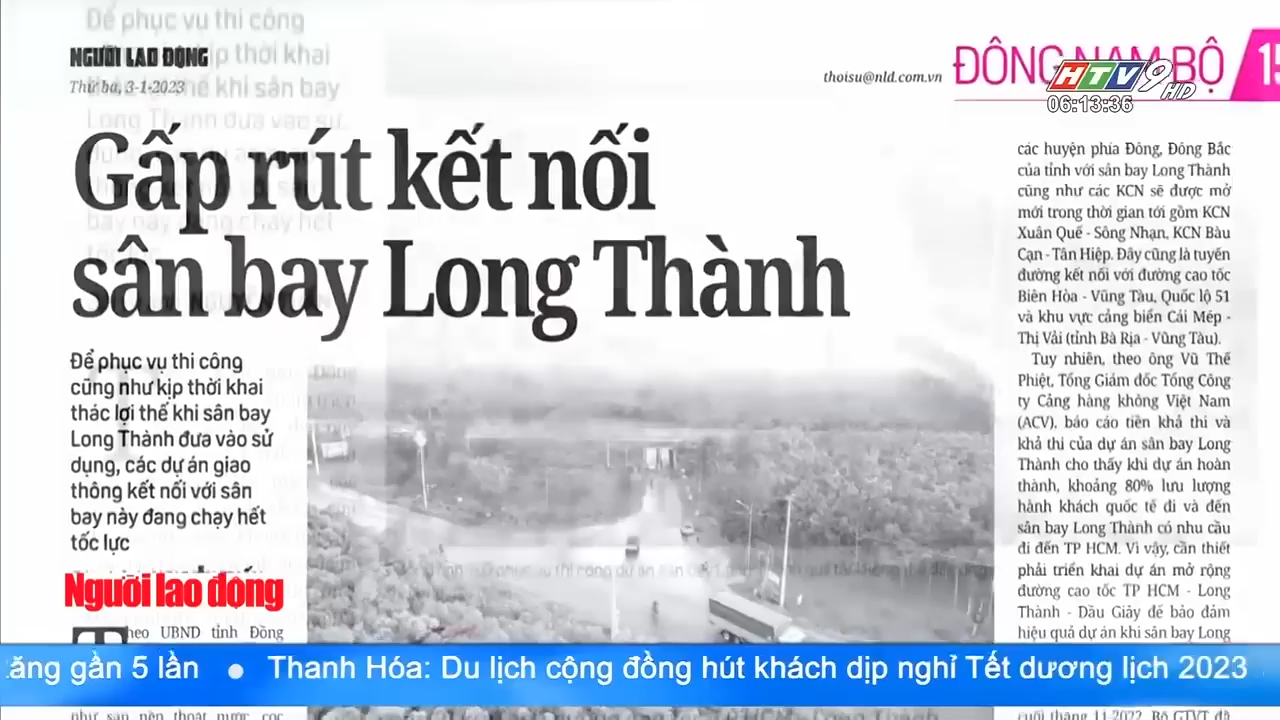 NGƯỜI LAO ĐỘNG
Thứ ba, 3-1-2023
thoisu@nld.com.vn
ĐÔNG NAM BỘ
HTV9 HD
06:13:36
Gấp rút kết nối
sân bay Long Thành
Để phục vụ thi công
cũng như kịp thời khai
thác lợi thế khi sân bay
Long Thành đưa vào sử
dụng, các dự án giao
thông kết nối với sân
bay này đang chạy hết
tốc lực
Người lao động
Theo UBND tỉnh Đồng
các huyện phía Đông, Đông Bắc
của tỉnh với sân bay Long Thành
cũng như các KCN sẽ được mở
mới trong thời gian tới gồm KCN
Xuân Quế - Sông Nhạn, KCN Bàu
Cạn - Tân Hiệp. Đây cũng là tuyến
đường kết nối với đường cao tốc
Biên Hòa - Vũng Tàu, Quốc lộ 51
và khu vực cảng biển Cái Mép -
Thị Vải (tỉnh Bà Rịa - Vũng Tàu).
Tuy nhiên, theo ông Vũ Thế
Phiệt, Tổng Giám đốc Tổng Công
ty Cảng hàng không Việt Nam
(ACV), báo cáo tiền khả thi và
khả thi của dự án sân bay Long
Thành cho thấy khi dự án hoàn
thành, khoảng 80% lưu lượng
hành khách quốc tế đi và đến
sân bay Long Thành có nhu cầu
đi đến TP HCM. Vì vậy, cần thiết
phải triển khai dự án mở rộng
đường cao tốc TP HCM - Long
Thành - Dầu Giây để bảo đảm
hiệu quả dự án khi sân bay Long
gần 5 lần ● Thanh Hóa: Du lịch cộng đồng hút khách dịp nghỉ Tết dương lịch 2023